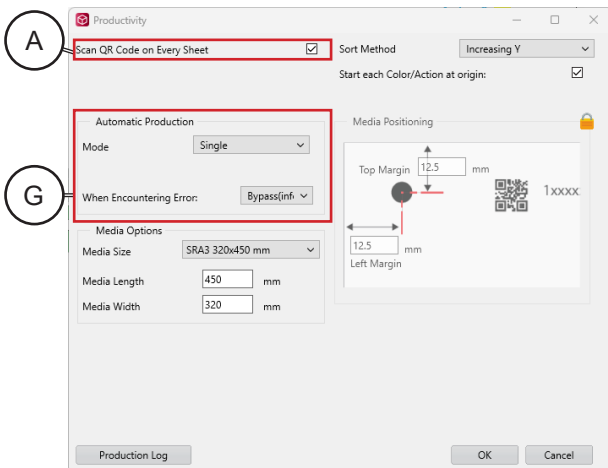 Productivity
A
Scan QR Code on Every Sheet
Sort Method
Increasing Y
Start each Color/Action at origin:
Automatic Production
Mode
Single
G
When Encountering Error:
Bypass(inf
Media Options
Media Size
SRA3 320x450 mm
Media Length
450
mm
Media Width
320
mm
Media Positioning
Top Margin
12.5
mm
1xxxx
12.5
mm
Left Margin
Production Log
OK
Cancel